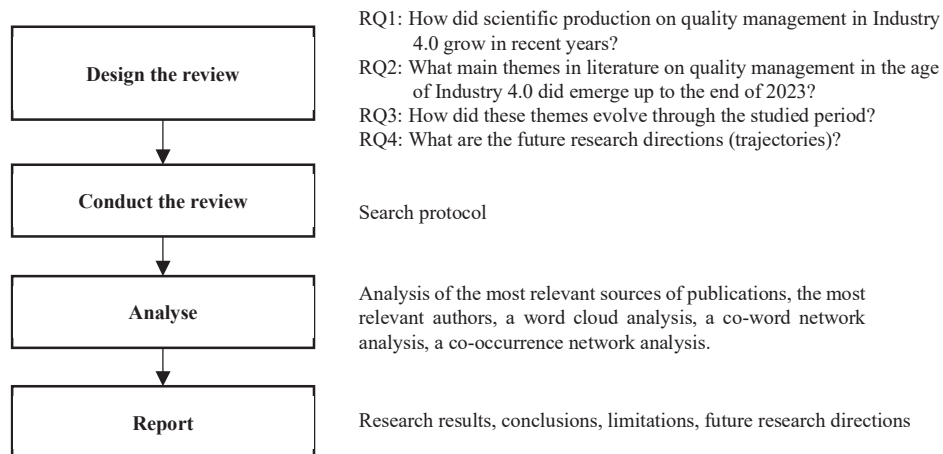 Design the review
RQ1: How did scientific production on quality management in Industry
4.0 grow in recent years?
RQ2: What main themes in literature on quality management in the age
of Industry 4.0 did emerge up to the end of 2023?
RQ3: How did these themes evolve through the studied period?
RQ4: What are the future research directions (trajectories)?
Conduct the review
Search protocol
Analyse
Analysis of the most relevant sources of publications, the most
relevant authors, a word cloud analysis, a co-word network
analysis, a co-occurrence network analysis.
Report
Research results, conclusions, limitations, future research directions